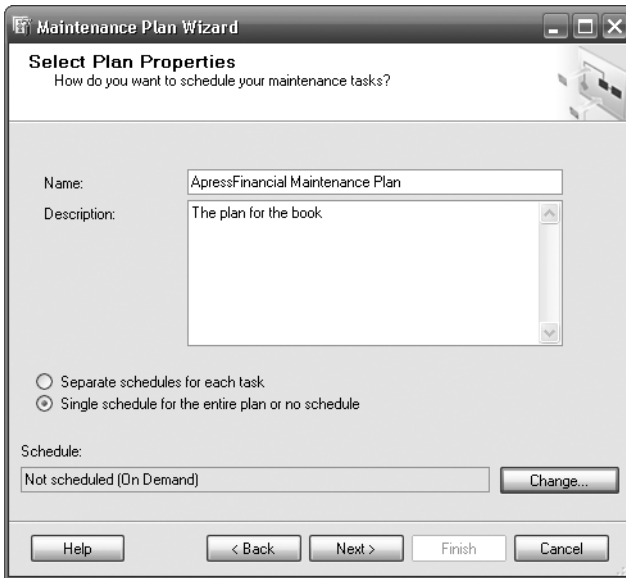 Maintenance Plan Wizard
Select Plan Properties
How do you want to schedule your maintenance tasks?
Name:
ApressFinancial Maintenance Plan
Description:
The plan for the book
Separate schedules for each task
Single schedule for the entire plan or no schedule
Schedule:
Not scheduled (On Demand)
Change...
Help
< Back
Next >
Finish
Cancel